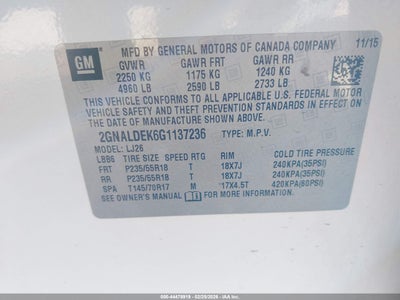 GM
MFD BY GENERAL MOTORS OF CANADA COMPANY 11/15
GVWR GAWR FRT GAWR RR
2250 KG 1175 KG 1240 KG
4960 LB 2590 LB 2733 LB
THIS VEHICLE CONFORMS TO ALL APPLICABLE U.S. FEDERAL MOTOR
VEHICLE SAFETY, BUMPER, AND THEFT PREVENTION STANDARDS IN EFFECT ON THE
DATE OF MANUFACTURE SHOWN ABOVE.
2GNALDEK6G1137236 TYPE: M.P.V.
MODEL: LJ26
LBB6 TIRE SIZE SPEED RTG RIM COLD TIRE PRESSURE
FRT P235/55R18 T 18X7J 240KPA(35PSI)
RR P235/55R18 T 18X7J 240KPA(35PSI)
SPA T145/70R17 17X4.5T 420KPA(60PSI)
SEE OWNER'S MANUAL FOR MORE INFORMATION.